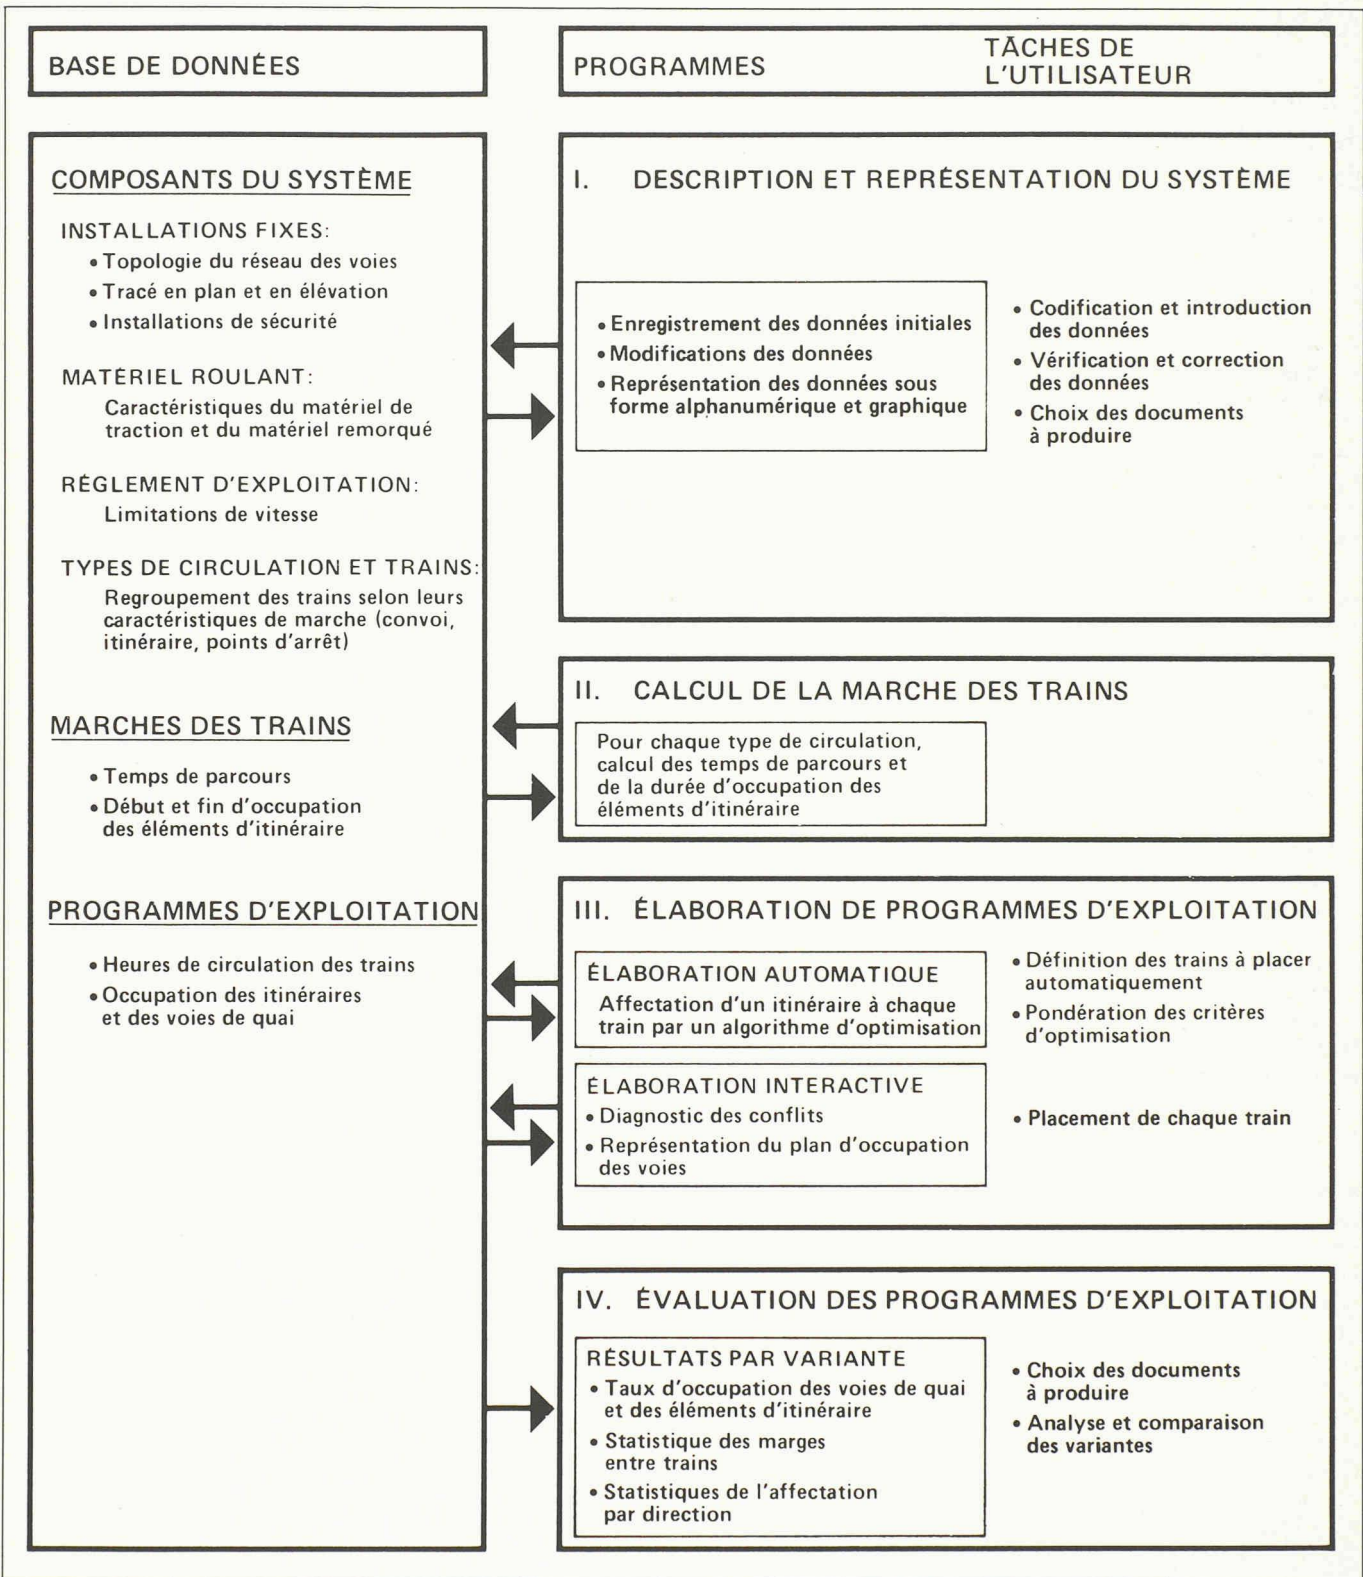 BASE DE DONNÉES
PROGRAMMES
TÂCHES DE
L'UTILISATEUR
COMPOSANTS DU SYSTÈME
INSTALLATIONS FIXES:
• Topologie du réseau des voies
• Tracé en plan et en élévation
• Installations de sécurité
MATÉRIEL ROULANT:
Caractéristiques du matériel de
traction et du matériel remorqué
RÈGLEMENT D'EXPLOITATION:
Limitations de vitesse
TYPES DE CIRCULATION ET TRAINS:
Regroupement des trains selon leurs
caractéristiques de marche (convoi,
itinéraire, points d'arrêt)
MARCHES DES TRAINS
• Temps de parcours
• Début et fin d'occupation
des éléments d'itinéraire
PROGRAMMES D'EXPLOITATION
• Heures de circulation des trains
• Occupation des itinéraires
et des voies de quai
I. DESCRIPTION ET REPRÉSENTATION DU SYSTÈME
• Enregistrement des données initiales
• Modifications des données
• Représentation des données sous
forme alphanumérique et graphique
• Codification et introduction
des données
• Vérification et correction
des données
• Choix des documents
à produire
II. CALCUL DE LA MARCHE DES TRAINS
Pour chaque type de circulation,
calcul des temps de parcours et
de la durée d'occupation des
éléments d'itinéraire
III. ÉLABORATION DE PROGRAMMES D'EXPLOITATION
ÉLABORATION AUTOMATIQUE
Affectation d'un itinéraire à chaque
train par un algorithme d'optimisation
• Définition des trains à placer
automatiquement
• Pondération des critères
d'optimisation
ÉLABORATION INTERACTIVE
• Diagnostic des conflits
• Représentation du plan d'occupation
des voies
• Placement de chaque train
IV. ÉVALUATION DES PROGRAMMES D'EXPLOITATION
RÉSULTATS PAR VARIANTE
• Taux d'occupation des voies de quai
et des éléments d'itinéraire
• Statistique des marges
entre trains
• Statistiques de l'affectation
par direction
• Choix des documents
à produire
• Analyse et comparaison
des variantes